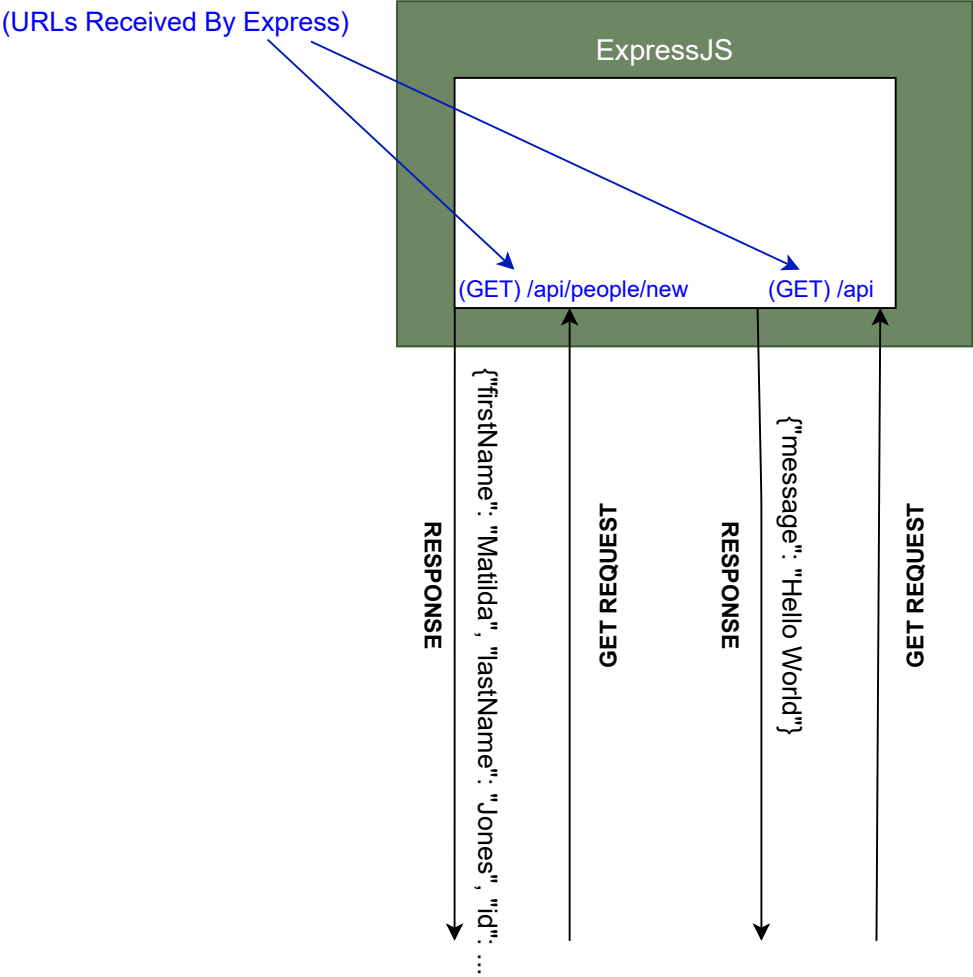 (URLs Received By Express)
ExpressJS
(GET) /api/people/new
(GET) /api
RESPONSE
{"firstName": "Matilda", "lastName": "Jones", "id": ...
GET REQUEST
RESPONSE
{"message": "Hello World"}
GET REQUEST